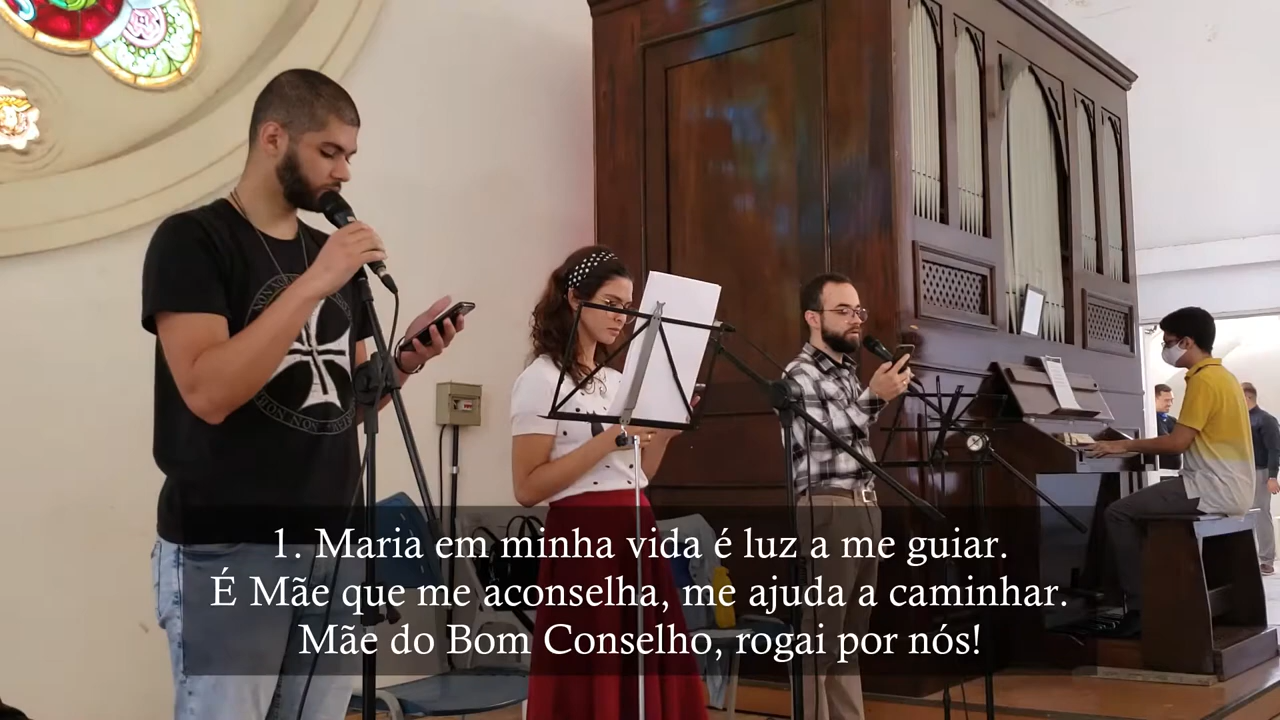 1. Maria em minha vida é luz a me guiar.
É Mãe que me aconselha, me ajuda a caminhar.
Mãe do Bom Conselho, rogai por nós!